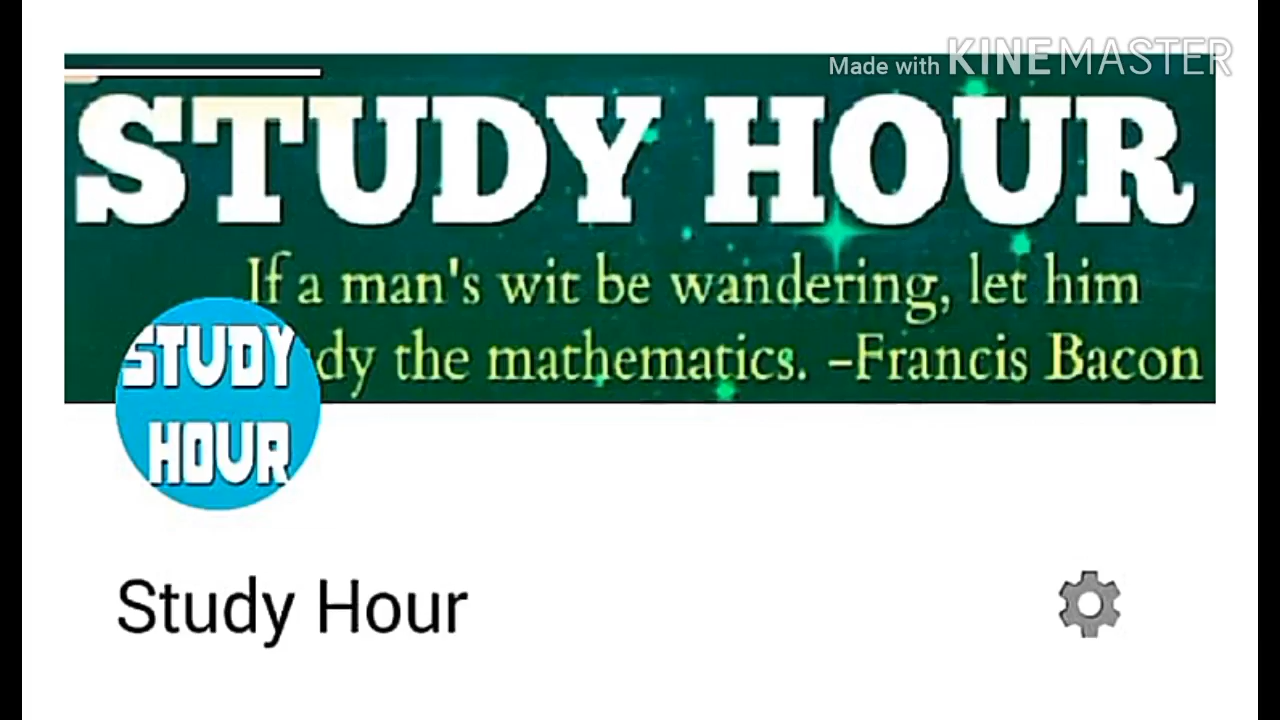 Made with KINEMASTER
STUDY HOUR
If a man's wit be wandering, let him
dy the mathematics. -Francis Bacon
STUDY
HOUR
Study Hour